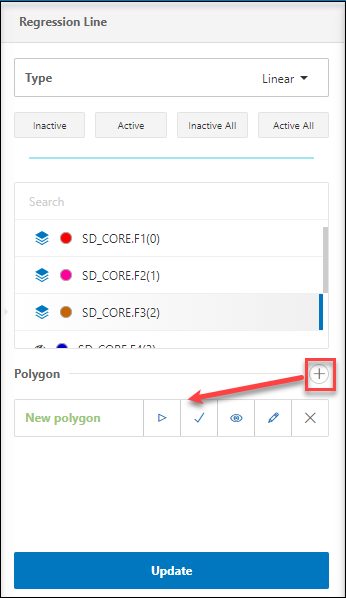 Regression Line
Type Linear
Inactive Active Inactive All Active All
Search
SD_CORE.F1(0)
SD_CORE.F2(1)
SD_CORE.F3(2)
SD_CORE.F4(3)
Polygon
New polygon
Update